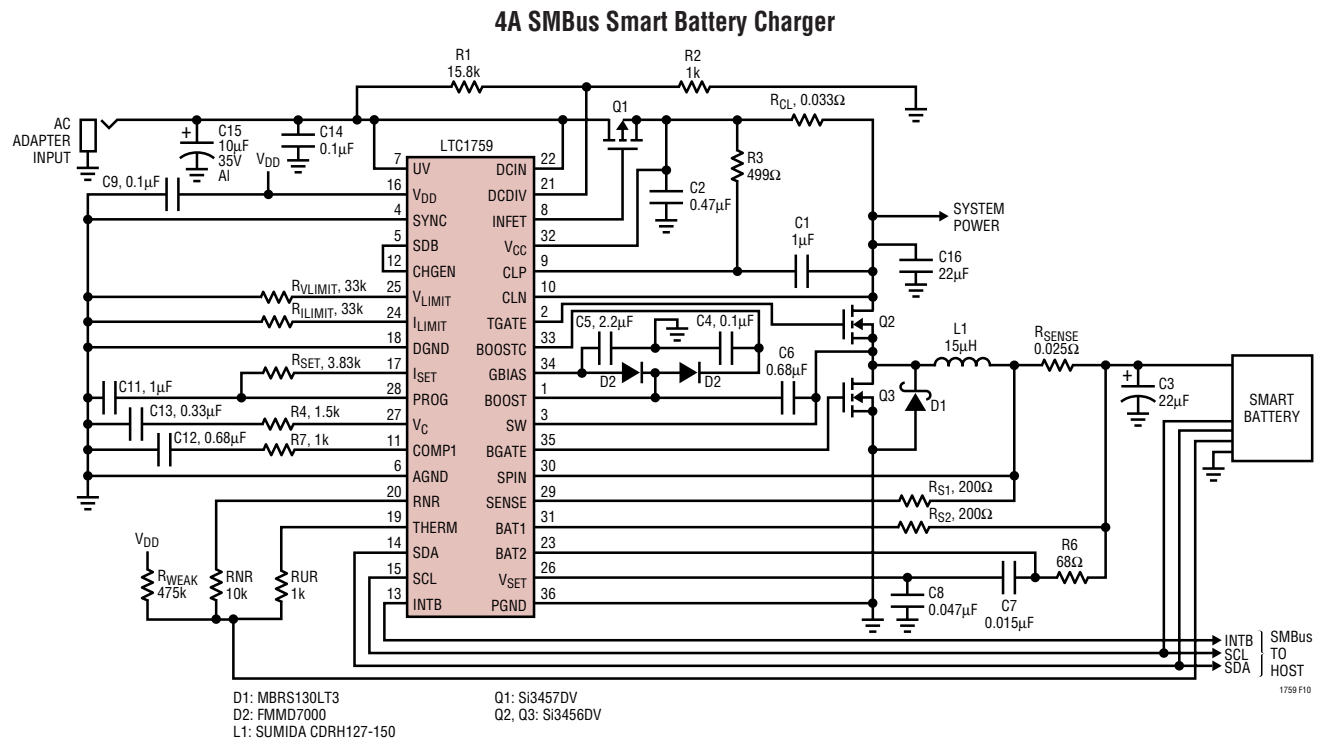 4A SMBus Smart Battery Charger
R1
15.8k
R2
1k
Q1
RCL, 0.033Ω
AC
ADAPTER
INPUT
+
C15
10µF
35V
Al
C14
0.1µF
VDD
C9, 0.1µF
LTC1759
R3
499Ω
C2
0.47µF
C1
1µF
SYSTEM
POWER
C16
22µF
7
UV
DCIN
22
16
VDD
DCDIV
21
4
SYNC
INFET
8
5
SDB
VCC
32
12
CHGEN
CLP
9
RVLIMIT, 33k
25
VLIMIT
CLN
10
RILIMIT, 33k
24
ILIMIT
TGATE
2
18
DGND
BOOSTC
33
RSET, 3.83k
17
ISET
GBIAS
34
C11, 1µF
28
PROG
BOOST
1
C13, 0.33µF
R4, 1.5k
27
VC
SW
3
C12, 0.68µF
R7, 1k
11
COMP1
BGATE
35
6
AGND
SPIN
30
20
RNR
SENSE
29
19
THERM
BAT1
31
14
SDA
BAT2
23
15
SCL
VSET
26
13
INTB
PGND
36
C5, 2.2µF
C4, 0.1µF
D2
D2
C6
0.68µF
Q2
Q3
D1
L1
15µH
RSENSE
0.025Ω
+
C3
22µF
SMART
BATTERY
RS1, 200Ω
RS2, 200Ω
R6
68Ω
C8
0.047µF
C7
0.015µF
VDD
RWEAK
475k
RNR
10k
RUR
1k
INTB
SCL
SDA
SMBus
TO
HOST
1759 F10
D1: MBRS130LT3
D2: FMMD7000
L1: SUMIDA CDRH127-150
Q1: Si3457DV
Q2, Q3: Si3456DV